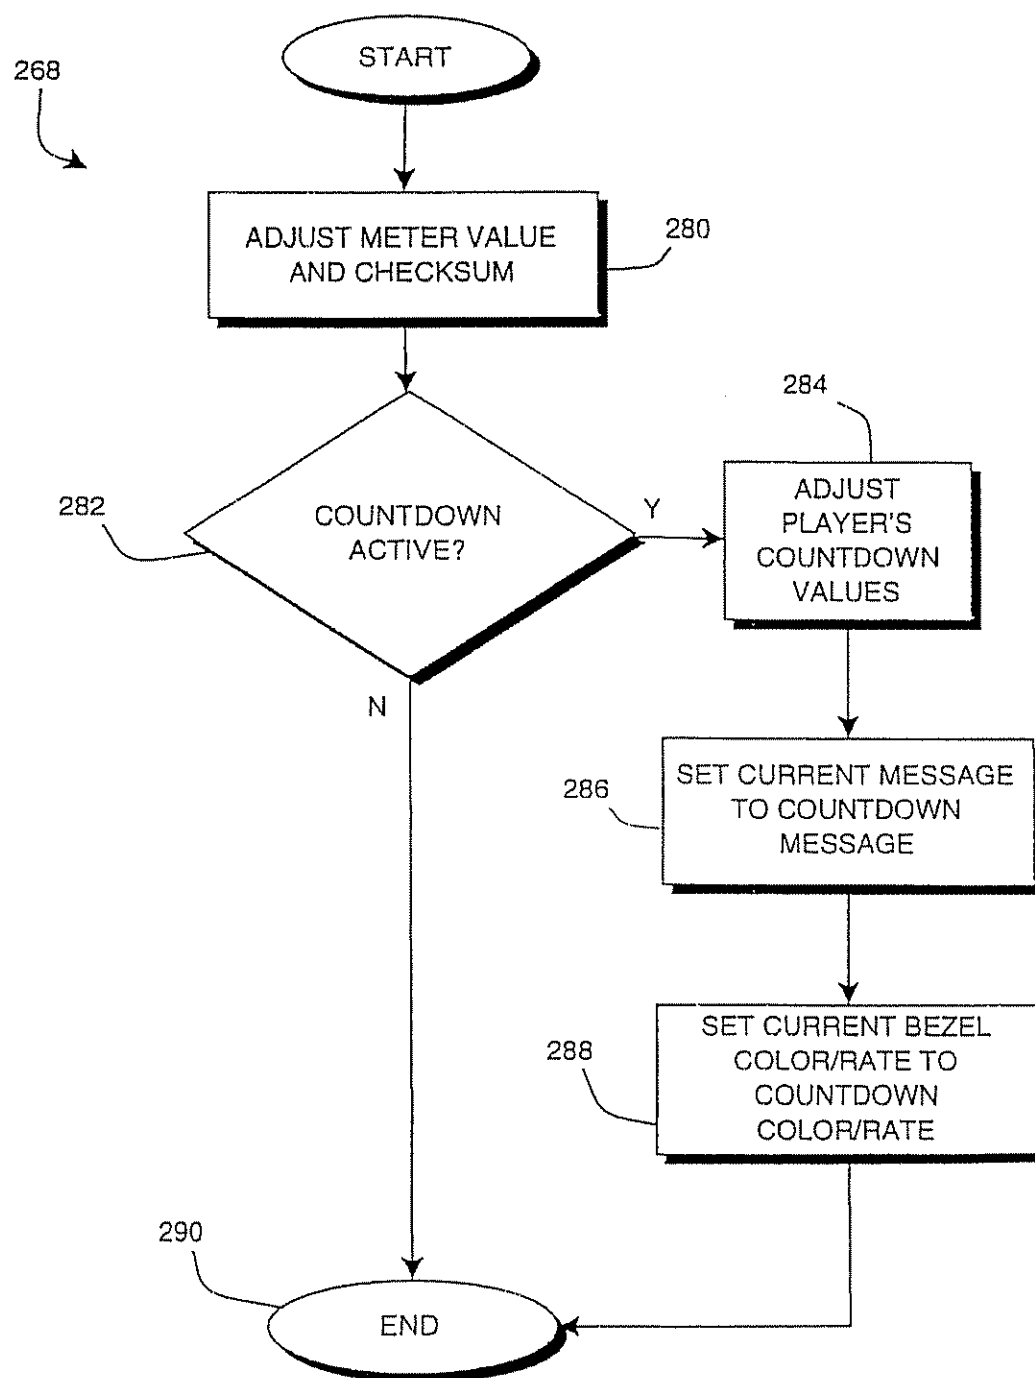 START
268
ADJUST METER VALUE
AND CHECKSUM
280
284
282
COUNTDOWN
ACTIVE?
Y
N
ADJUST
PLAYER'S
COUNTDOWN
VALUES
286
SET CURRENT MESSAGE
TO COUNTDOWN
MESSAGE
288
SET CURRENT BEZEL
COLOR/RATE TO
COUNTDOWN
COLOR/RATE
290
END